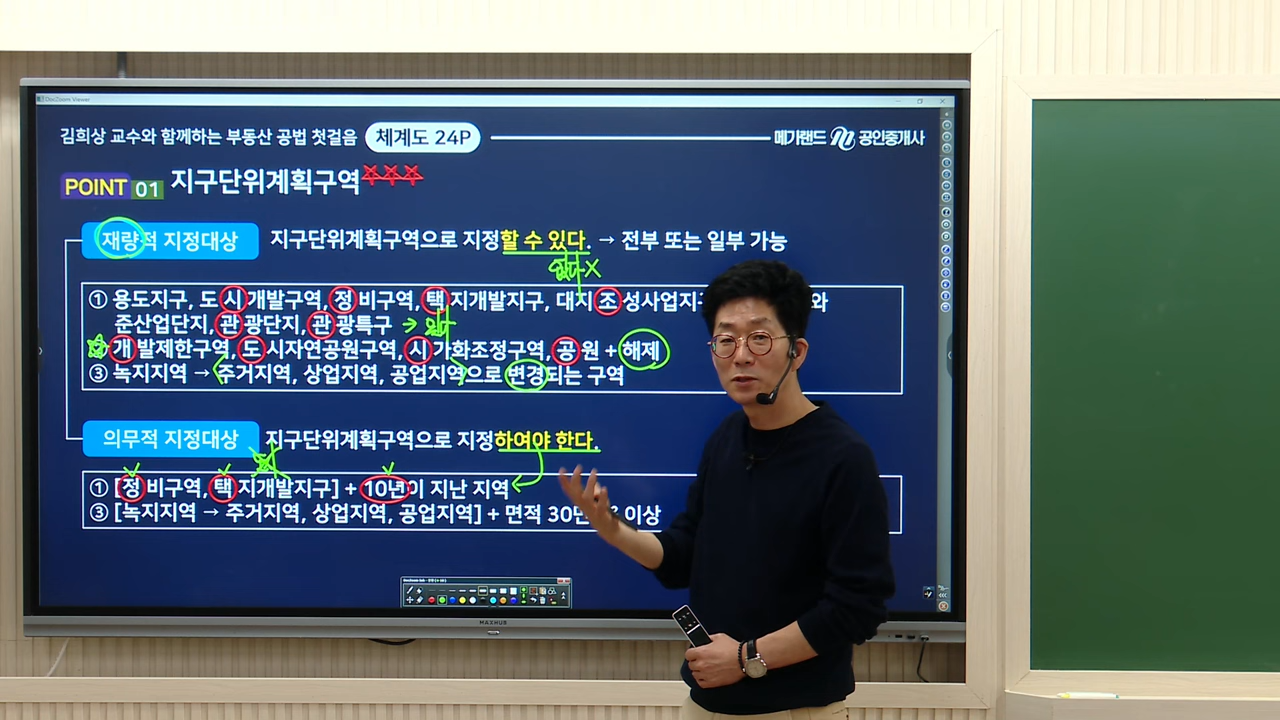 DocZoom Viewer
김희상 교수와 함께하는 부동산 공법 첫걸음 체계도 24P 메가랜드 공인중개사
POINT 01 지구단위계획구역
재량적 지정대상 지구단위계획구역으로 지정할 수 있다. → 전부 또는 일부 가능
① 용도지구, 도시개발구역, 정비구역, 택지개발지구, 대지조성사업지구 와
준산업단지, 관광단지, 관광특구
개발제한구역, 도시자연공원구역, 시가화조정구역, 공원 + 해제
③ 녹지지역 → 주거지역, 상업지역, 공업지역으로 변경되는 구역
의무적 지정대상 지구단위계획구역으로 지정하여야 한다.
① [정비구역, 택지개발지구] + 10년이 지난 지역
③ [녹지지역 → 주거지역, 상업지역, 공업지역] + 면적 30만 이상
MAXHUB